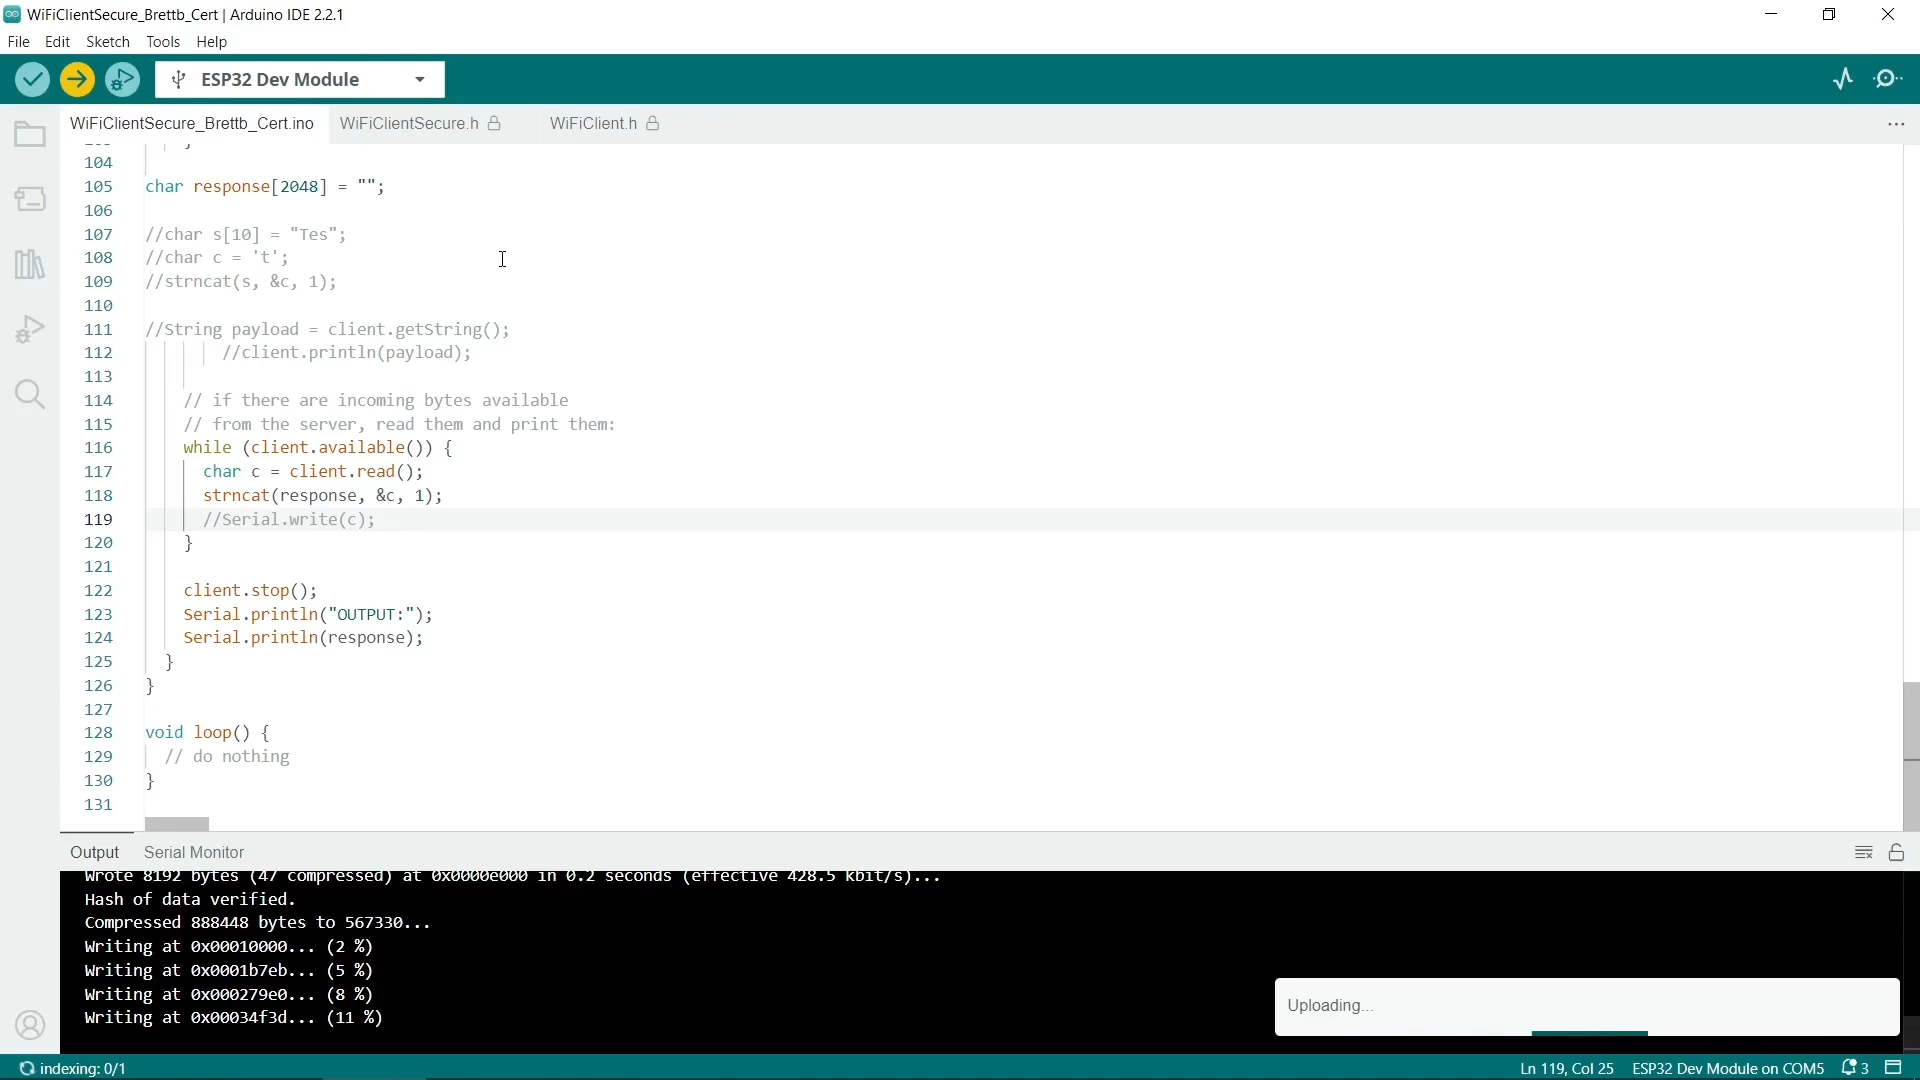 WiFiClientSecure_Brettb_Cert | Arduino IDE 2.2.1
File Edit Sketch Tools Help
ESP32 Dev Module
WiFiClientSecure_Brettb_Cert.ino WiFiClientSecure.h WiFiClient.h
104
105 char response[2048] = "";
106
107 //char s[10] = "Tes";
108 //char c = 't';
109 //strncat(s, &c, 1);
110
111 //String payload = client.getString();
112 //client.println(payload);
113
114 // if there are incoming bytes available
115 // from the server, read them and print them:
116 while (client.available()) {
117 char c = client.read();
118 strncat(response, &c, 1);
119 //Serial.write(c);
120 }
121
122 client.stop();
123 Serial.println("OUTPUT:");
124 Serial.println(response);
125 }
126 }
127
128 void loop() {
129 // do nothing
130 }
131
Output Serial Monitor
Wrote 8192 bytes (47 compressed) at 0x0000e000 in 0.2 seconds (effective 428.5 kbit/s)...
Hash of data verified.
Compressed 888448 bytes to 567330...
Writing at 0x00010000... (2 %)
Writing at 0x0001b7eb... (5 %)
Writing at 0x000279e0... (8 %)
Writing at 0x00034f3d... (11 %)
Uploading...
indexing: 0/1 Ln 119, Col 25 ESP32 Dev Module on COM5 3